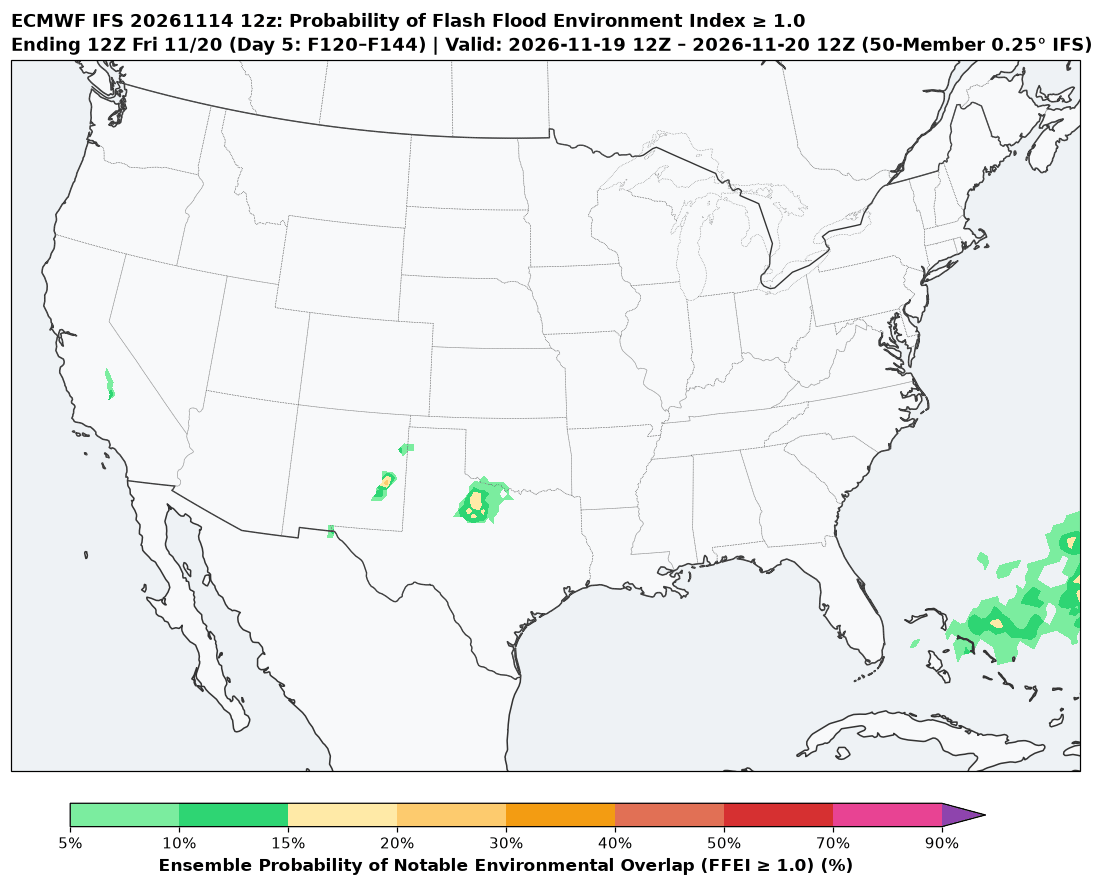 ECMWF IFS 20261114 12z: Probability of Flash Flood Environment Index ≥ 1.0
Ending 12Z Fri 11/20 (Day 5: F120–F144) | Valid: 2026-11-19 12Z – 2026-11-20 12Z (50-Member 0.25° IFS)
5% 10% 15% 20% 30% 40% 50% 70% 90%
Ensemble Probability of Notable Environmental Overlap (FFEI ≥ 1.0) (%)